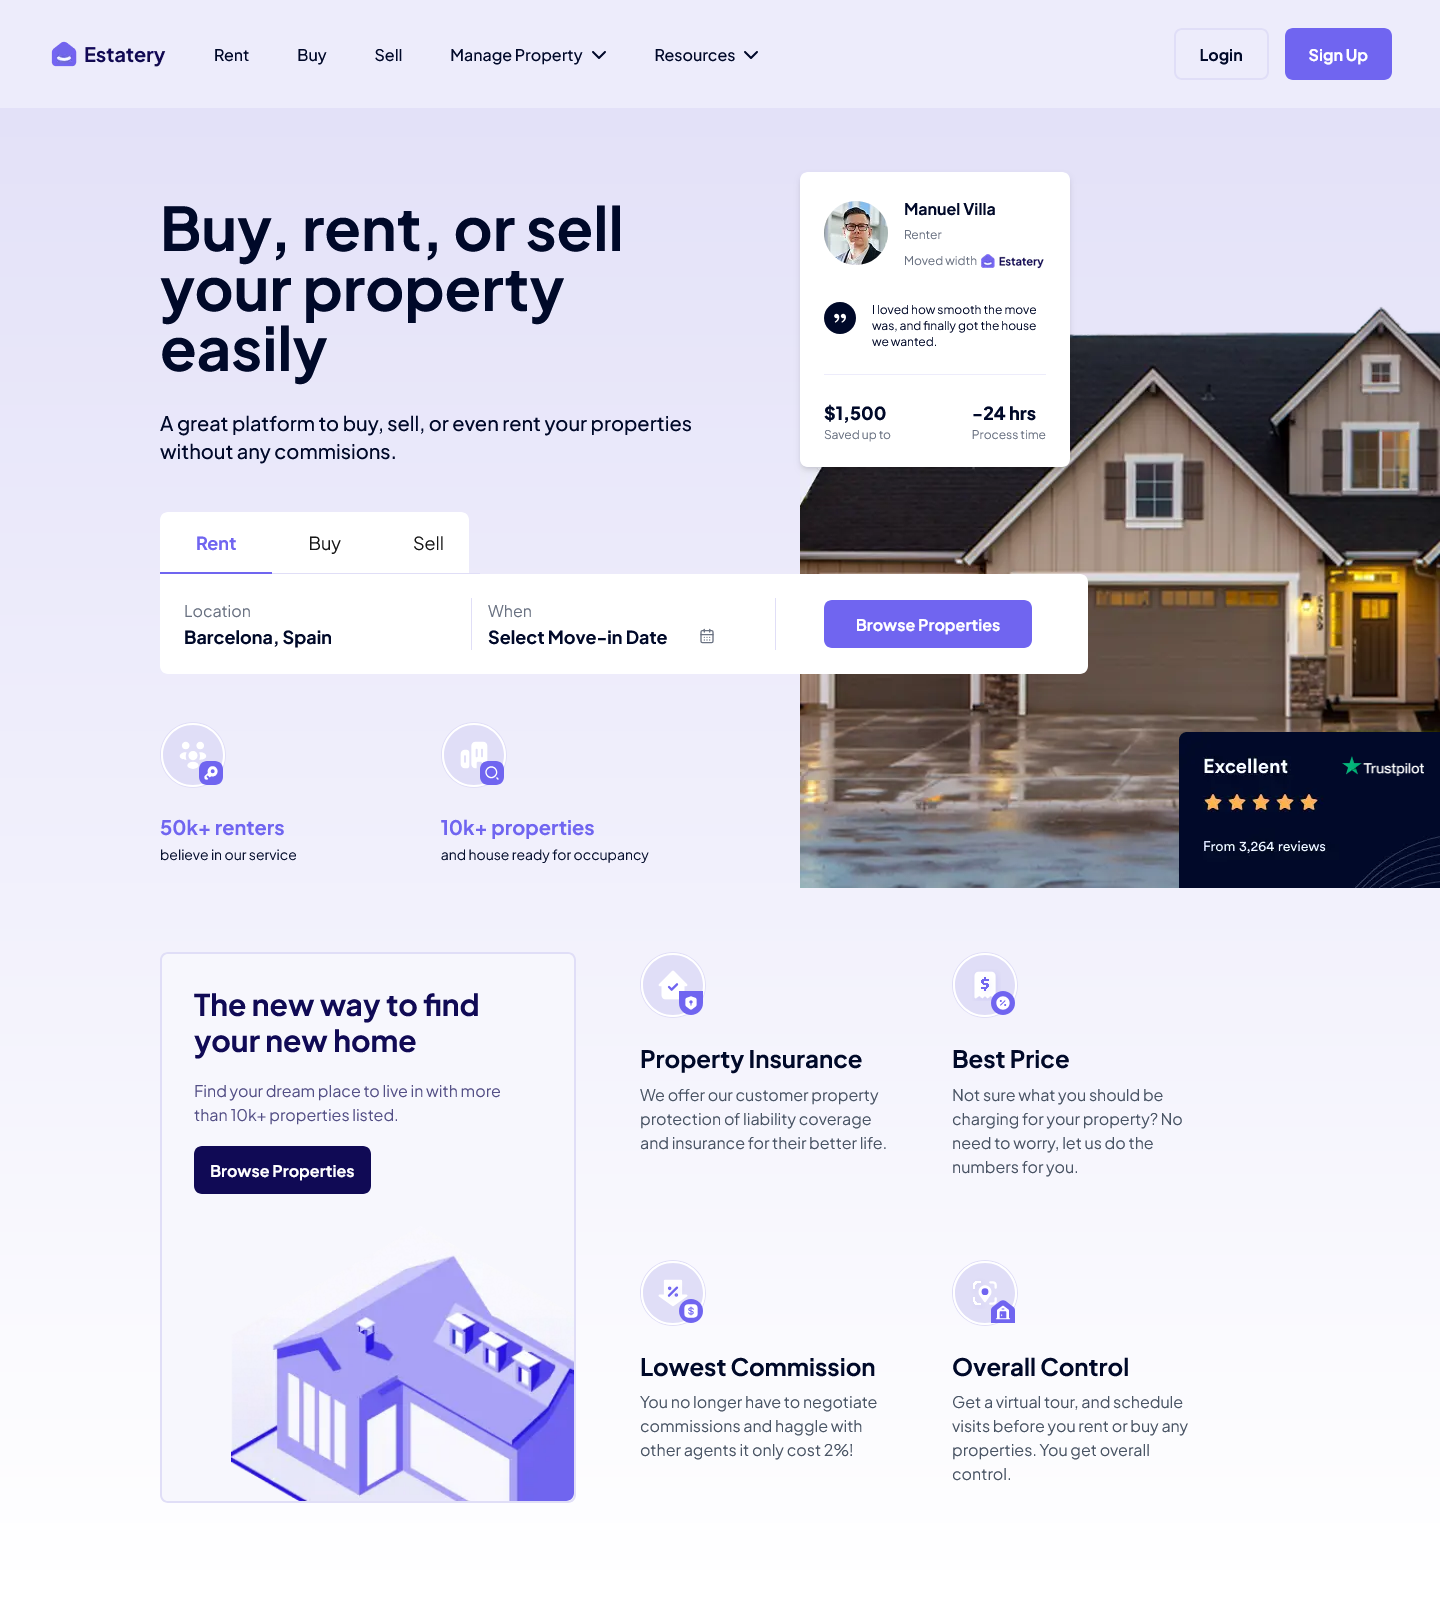 Estatery
Rent
Buy
Sell
Manage Property
Resources
Login
Sign Up
Buy, rent, or sell
your property
easily
A great platform to buy, sell, or even rent your properties
without any commisions.
Manuel Villa
Renter
Moved width Estatery
I loved how smooth the move
was, and finally got the house
we wanted.
$1,500
Saved up to
-24 hrs
Process time
Rent
Buy
Sell
Location
Barcelona, Spain
When
Select Move-in Date
Browse Properties
50k+ renters
believe in our service
10k+ properties
and house ready for occupancy
Excellent
Trustpilot
From 3,264 reviews
The new way to find
your new home
Find your dream place to live in with more
than 10k+ properties listed.
Browse Properties
Property Insurance
We offer our customer property
protection of liability coverage
and insurance for their better life.
Best Price
Not sure what you should be
charging for your property? No
need to worry, let us do the
numbers for you.
Lowest Commission
You no longer have to negotiate
commissions and haggle with
other agents it only cost 2%!
Overall Control
Get a virtual tour, and schedule
visits before you rent or buy any
properties. You get overall
control.